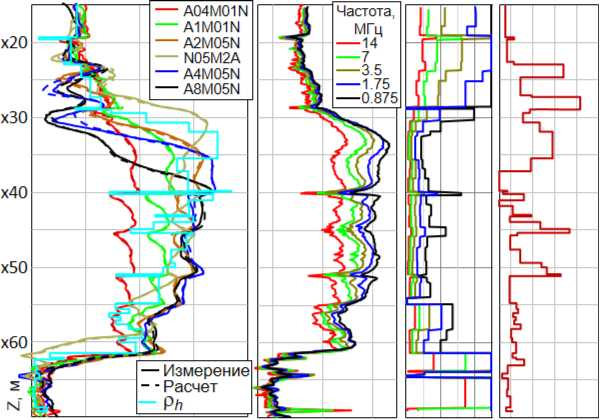 A04M01N
A1M01N
A2M05N
N05M2A
A4M05N
A8M05N
Частота,
МГц
14
7
3.5
1.75
0.875
x20
x30
x40
x50
x60
Z, м
Измерение
Расчет
ρh